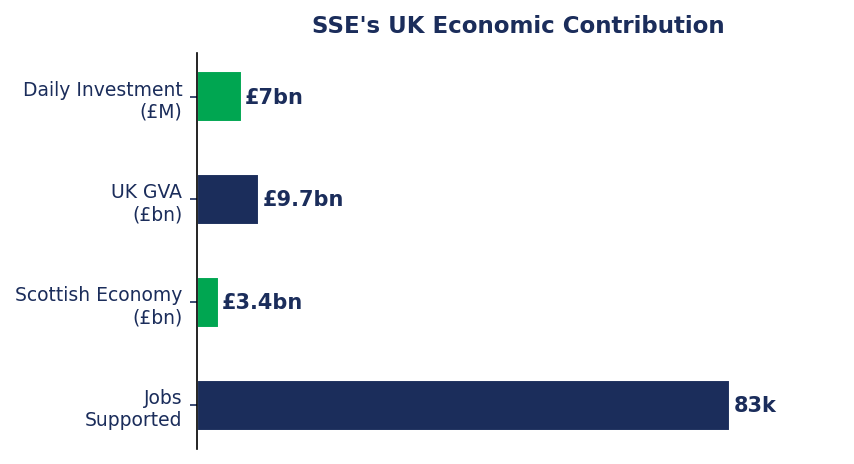 SSE's UK Economic Contribution
Daily Investment
(£M)
£7bn
UK GVA
(£bn)
£9.7bn
Scottish Economy
(£bn)
£3.4bn
Jobs
Supported
83k